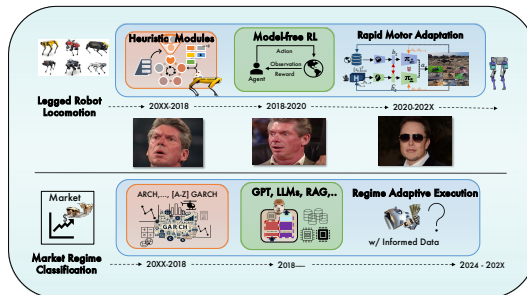 Heuristic Modules
Model-free RL
Rapid Motor Adaptation
Action
Observation
Reward
Agent
Legged Robot
Locomotion
20XX-2018
2018-2020
2020-202X
Market
ARCH,..., [A-Z] GARCH
GARCH
GPT, LLMs, RAG,..
Regime Adaptive Execution
w/ Informed Data
Market Regime
Classification
20XX-2018
2018—
2024 - 202X